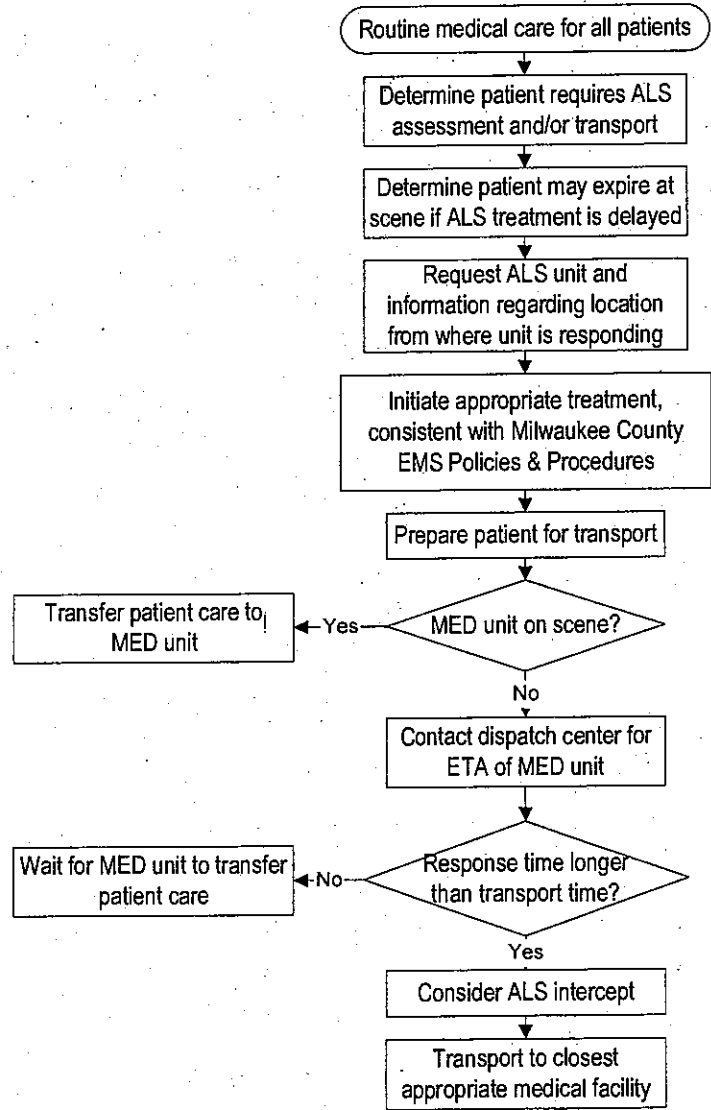 Routine medical care for all patients
Determine patient requires ALS
assessment and/or transport
Determine patient may expire at
scene if ALS treatment is delayed
Request ALS unit and
information regarding location
from where unit is responding
Initiate appropriate treatment,
consistent with Milwaukee County
EMS Policies & Procedures
Prepare patient for transport
MED unit on scene?
Yes
Transfer patient care to
MED unit
No
Contact dispatch center for
ETA of MED unit
Response time longer
than transport time?
No
Wait for MED unit to transfer
patient care
Yes
Consider ALS intercept
Transport to closest
appropriate medical facility